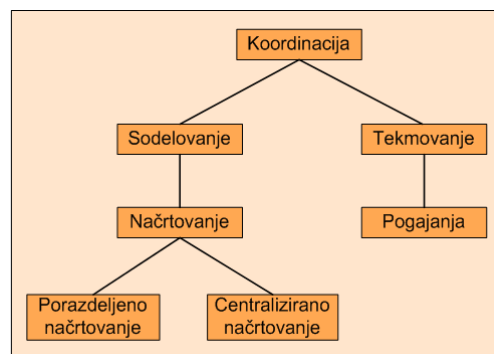 Koordinacija
Sodelovanje
Tekmovanje
Načrtovanje
Pogajanja
Porazdeljeno
načrtovanje
Centralizirano
načrtovanje